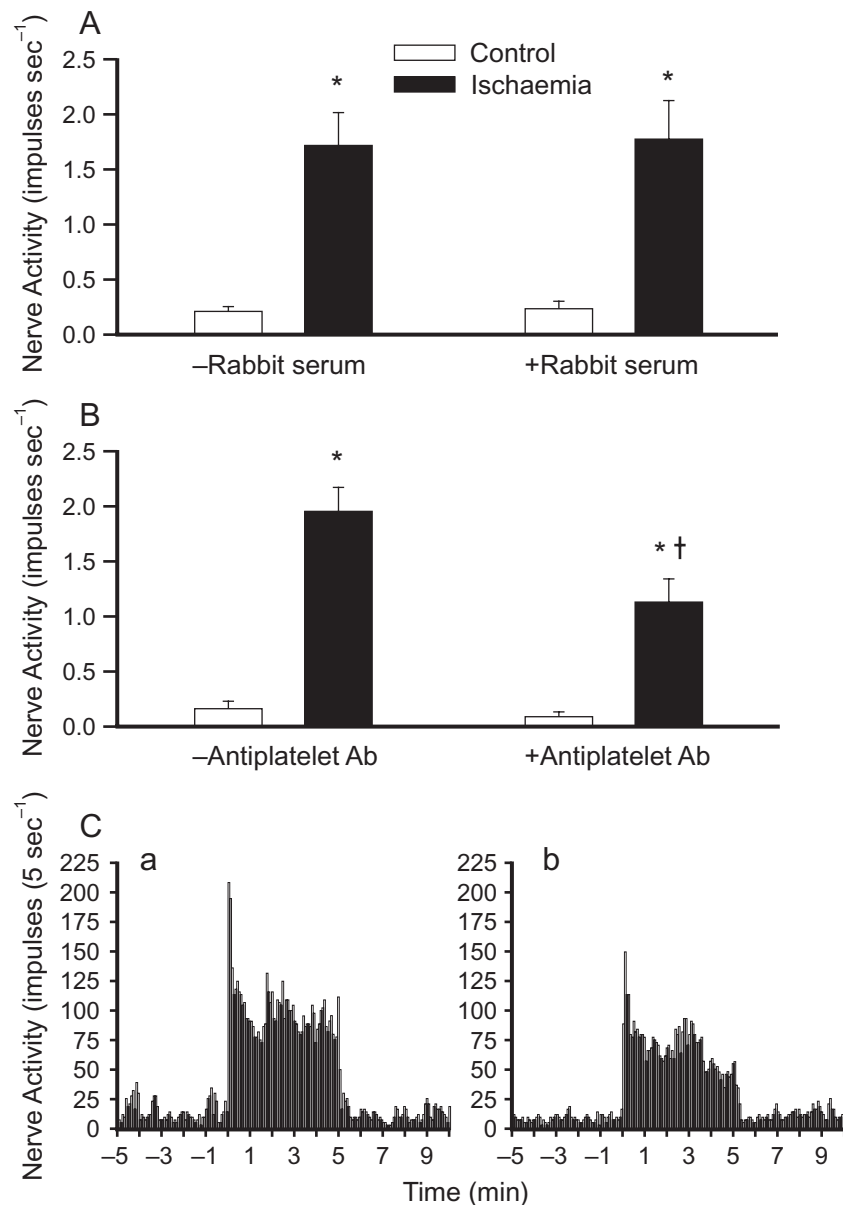 A
Nerve Activity (impulses sec⁻¹)
2.5
2.0
1.5
1.0
0.5
0.0
Control
Ischaemia
*
*
–Rabbit serum
+Rabbit serum
B
Nerve Activity (impulses sec⁻¹)
2.5
2.0
1.5
1.0
0.5
0.0
*
* †
–Antiplatelet Ab
+Antiplatelet Ab
C
Nerve Activity (impulses (5 sec⁻¹)
a
225
200
175
150
125
100
75
50
25
0
–5 –3 –1 1 3 5 7 9
b
225
200
175
150
125
100
75
50
25
0
–5 –3 –1 1 3 5 7 9
Time (min)